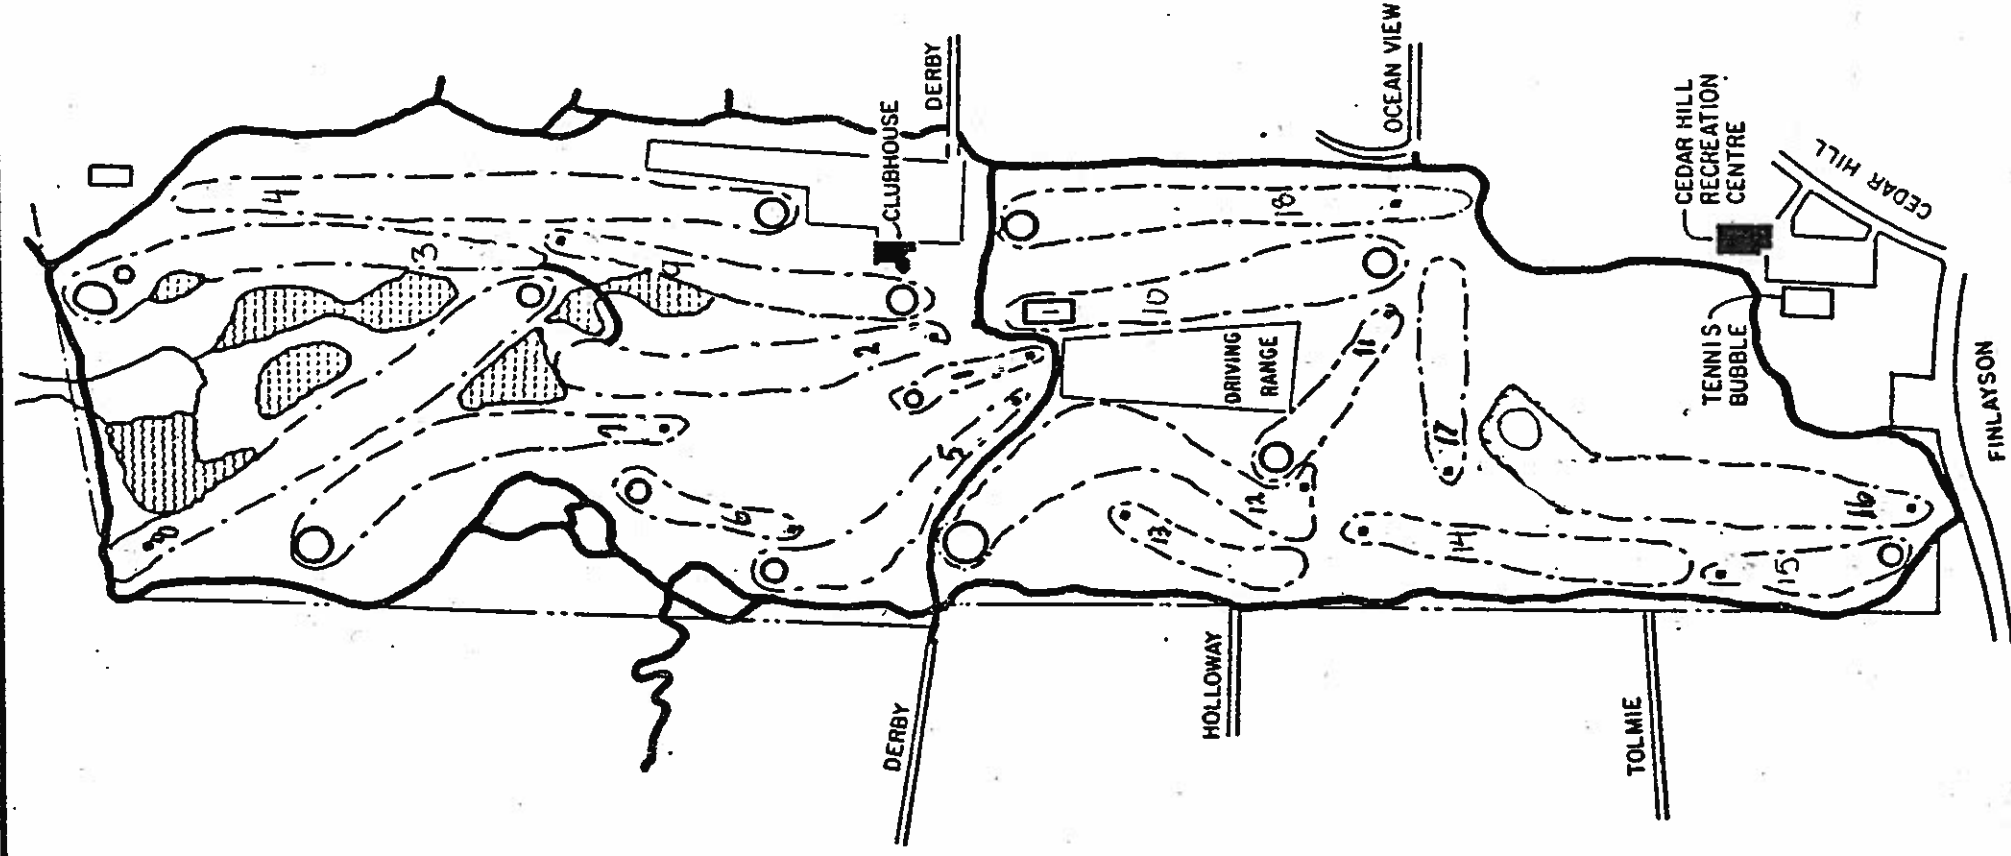 DERBY
OCEAN VIEW
CLUBHOUSE
CEDAR HILL
RECREATION
CENTRE
CEDAR HILL
4
3
9
18
10
2
1
11
DRIVING
RANGE
TENNIS
BUBBLE
FINLAYSON
7
5
17
8
6
12
13
14
16
15
DERBY
HOLLOWAY
TOLMIE